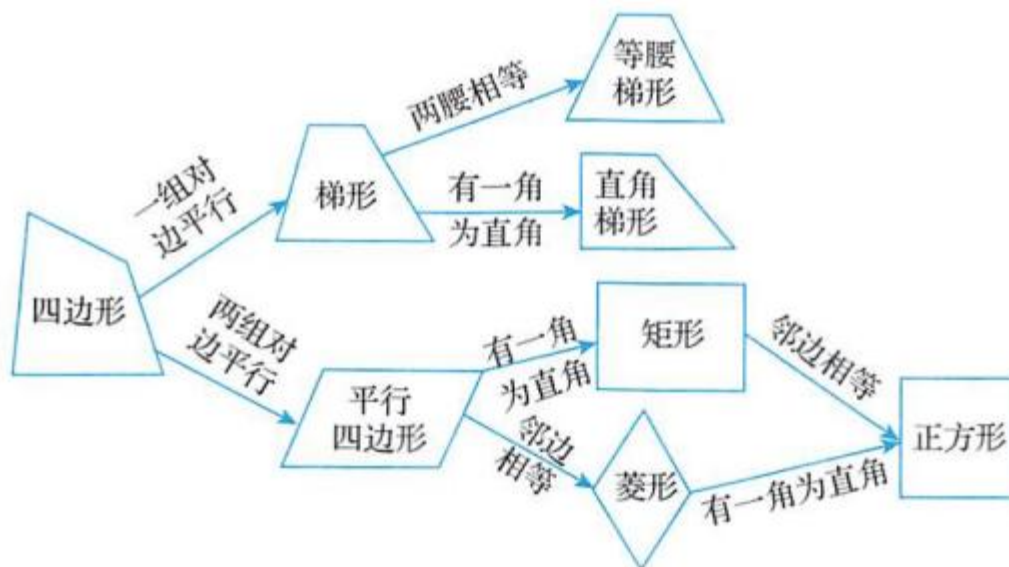 等腰
梯形
两腰相等
一组对
边平行
梯形
有一角
为直角
直角
梯形
四边形
两组对
边平行
平行
四边形
有一角
为直角
矩形
邻边相等
邻边
相等
菱形
有一角为直角
正方形